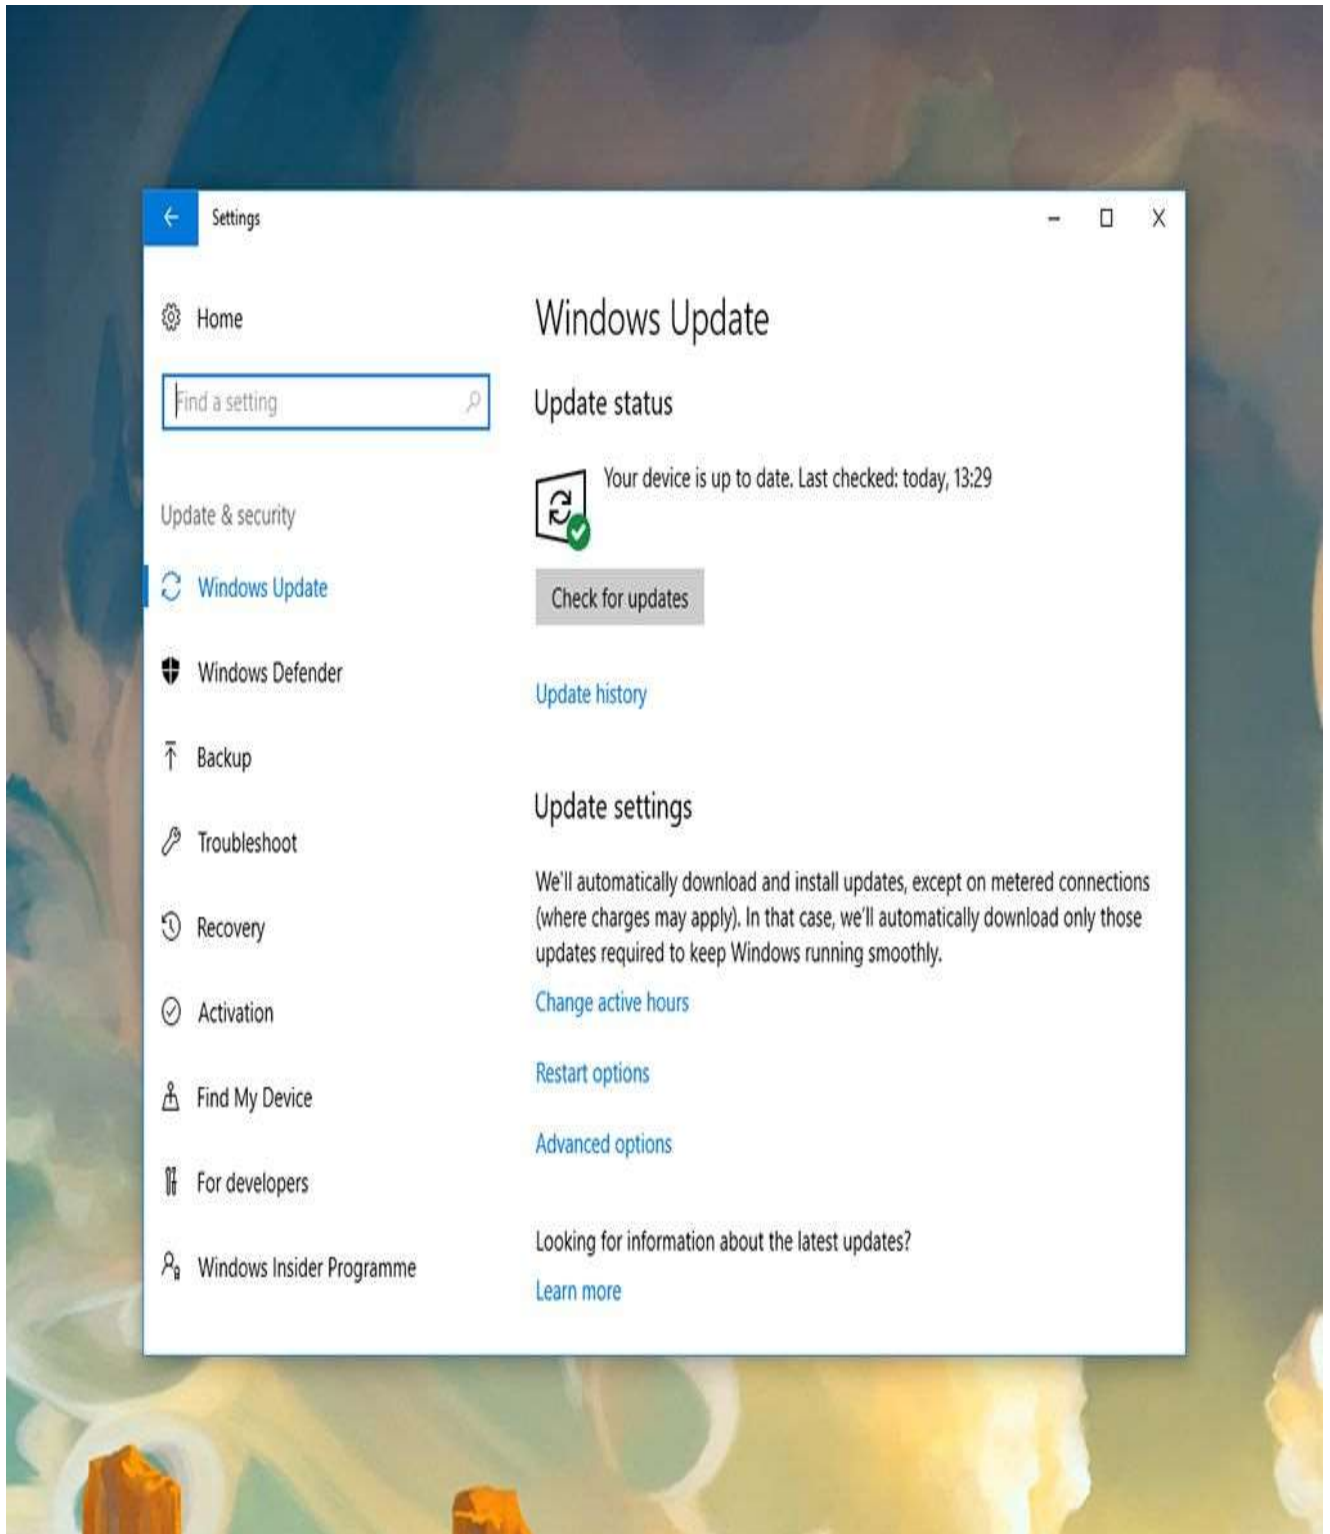 Settings
Home
Find a setting
Update & security
Windows Update
Windows Defender
Backup
Troubleshoot
Recovery
Activation
Find My Device
For developers
Windows Insider Programme
Windows Update
Update status
Your device is up to date. Last checked: today, 13:29
Check for updates
Update history
Update settings
We'll automatically download and install updates, except on metered connections
(where charges may apply). In that case, we'll automatically download only those
updates required to keep Windows running smoothly.
Change active hours
Restart options
Advanced options
Looking for information about the latest updates?
Learn more